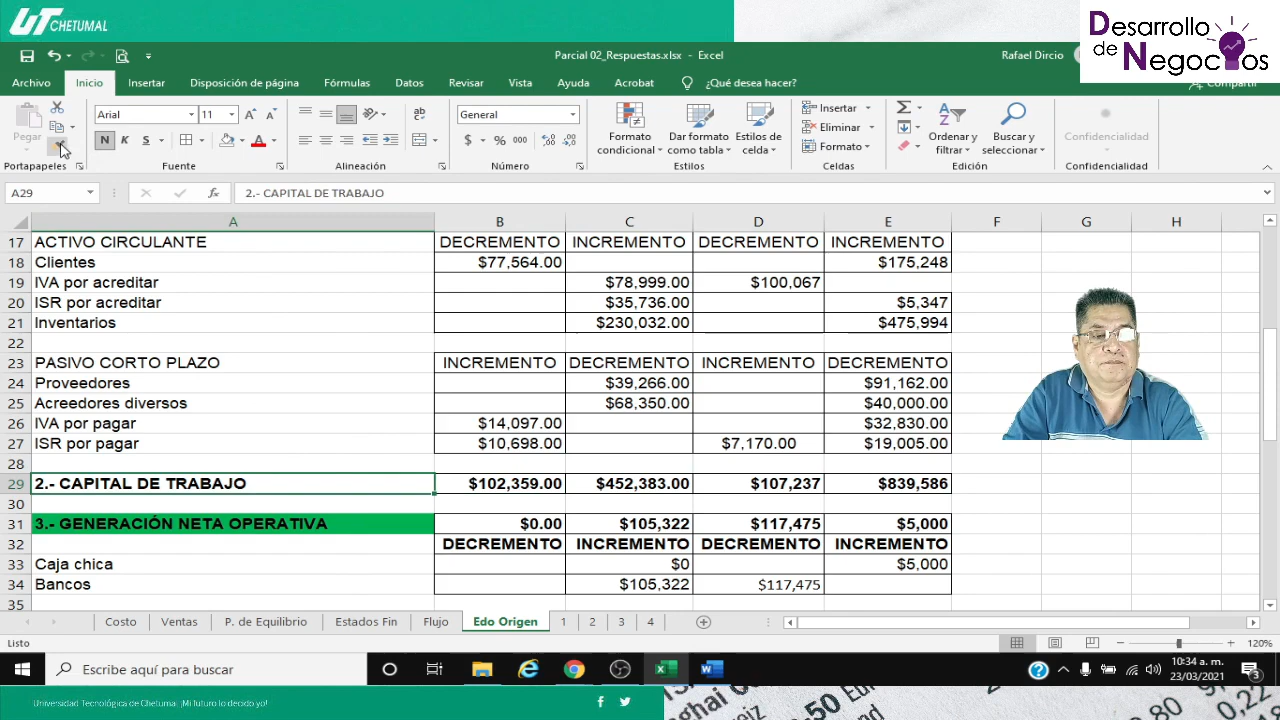 UT CHETUMAL
Desarrollo de Negocios
Parcial 02_Respuestas.xlsx - Excel
Rafael Dircio
Archivo Inicio Insertar Disposición de página Fórmulas Datos Revisar Vista Ayuda Acrobat ¿Qué desea hacer? Compartir
Pegar
Arial 11
N K S
ab
General
$ % 000
Formato condicional
Dar formato como tabla
Estilos de celda
Insertar
Eliminar
Formato
Ordenar y filtrar
Buscar y seleccionar
Confidencialidad
Portapapeles Fuente Alineación Número Estilos Celdas Edición Confidencialidad
A29 fx 2.- CAPITAL DE TRABAJO
A B C D E F G H
17 ACTIVO CIRCULANTE DECREMENTO INCREMENTO DECREMENTO INCREMENTO
18 Clientes $77,564.00 $175,248
19 IVA por acreditar $78,999.00 $100,067
20 ISR por acreditar $35,736.00 $5,347
21 Inventarios $230,032.00 $475,994
22
23 PASIVO CORTO PLAZO INCREMENTO DECREMENTO INCREMENTO DECREMENTO
24 Proveedores $39,266.00 $91,162.00
25 Acreedores diversos $68,350.00 $40,000.00
26 IVA por pagar $14,097.00 $32,830.00
27 ISR por pagar $10,698.00 $7,170.00 $19,005.00
28
29 2.- CAPITAL DE TRABAJO $102,359.00 $452,383.00 $107,237 $839,586
30
31 3.- GENERACIÓN NETA OPERATIVA $0.00 $105,322 $117,475 $5,000
32 DECREMENTO INCREMENTO DECREMENTO INCREMENTO
33 Caja chica $0 $5,000
34 Bancos $105,322 $117,475
35
Costo Ventas P. de Equilibrio Estados Fin Flujo Edo Origen 1 2 3 4
Listo 120%
Escribe aquí para buscar
10:34 a. m.
23/03/2021
3
Universidad Tecnológica de Chetumal ¡Mi futuro lo decido yo!